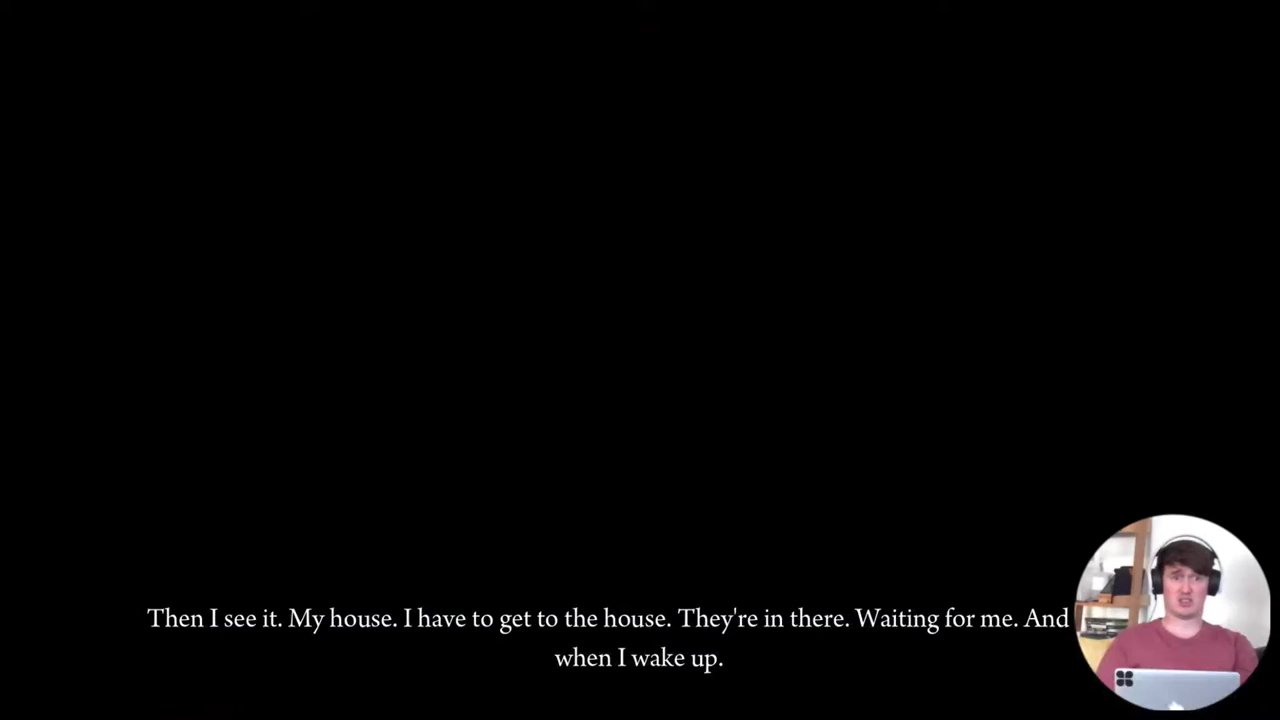 Then I see it. My house. I have to get to the house. They're in there. Waiting for me. And
when I wake up.